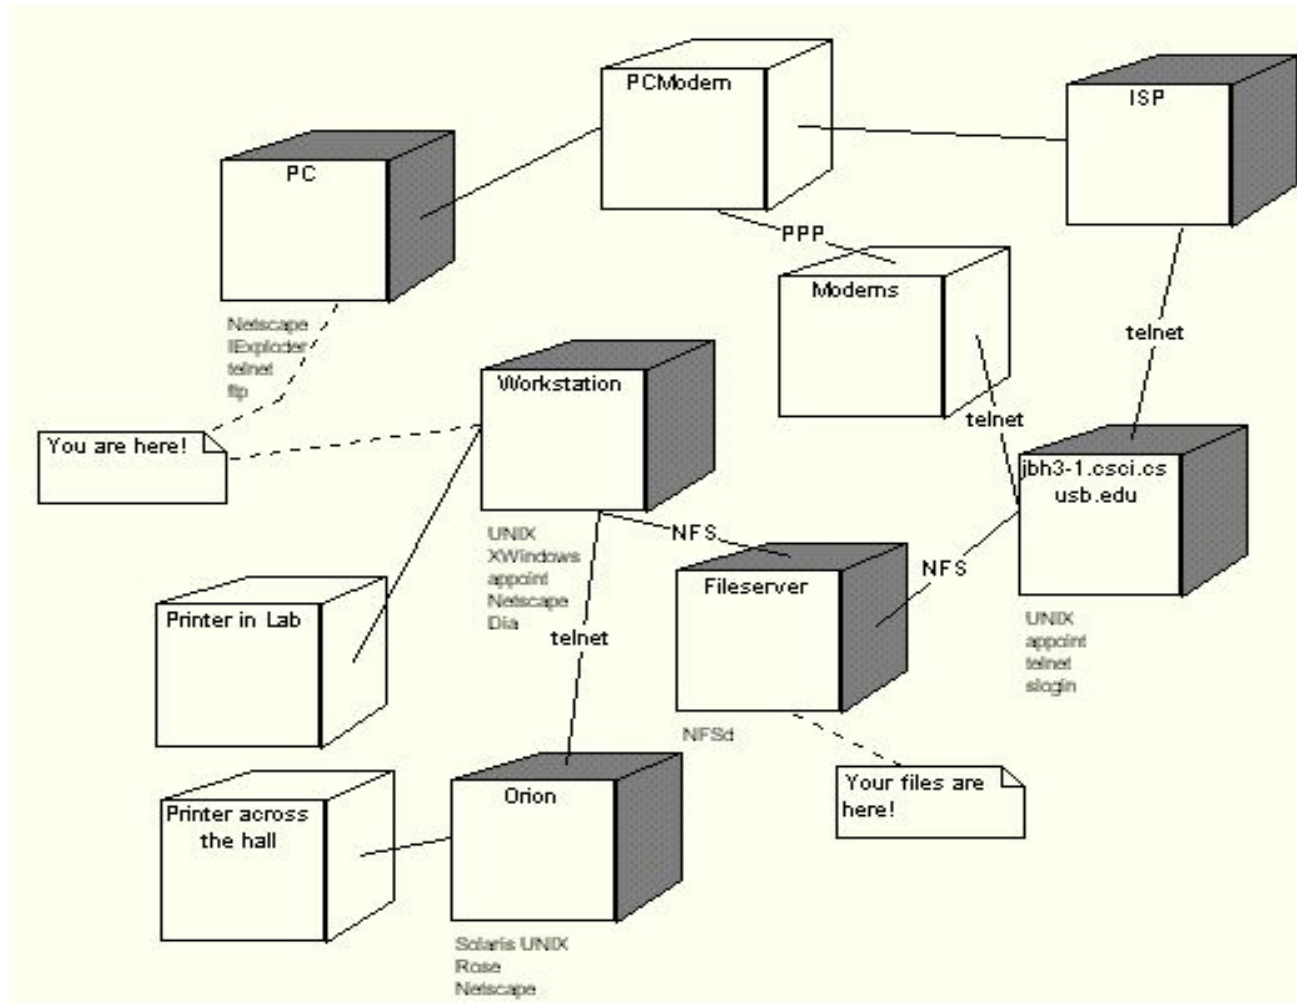 PCModem
ISP
PC
PPP
Modems
Netscape
IExploder
telnet
ftp
telnet
Workstation
telnet
You are here!
jbh3-1.csci.cs
usb.edu
UNIX
XWindows
appoint
Netscape
Dia
NFS
NFS
Fileserver
Printer in Lab
telnet
UNIX
appoint
telnet
slogin
NFSd
Your files are
here!
Orion
Printer across
the hall
Solaris UNIX
Rose
Netscape